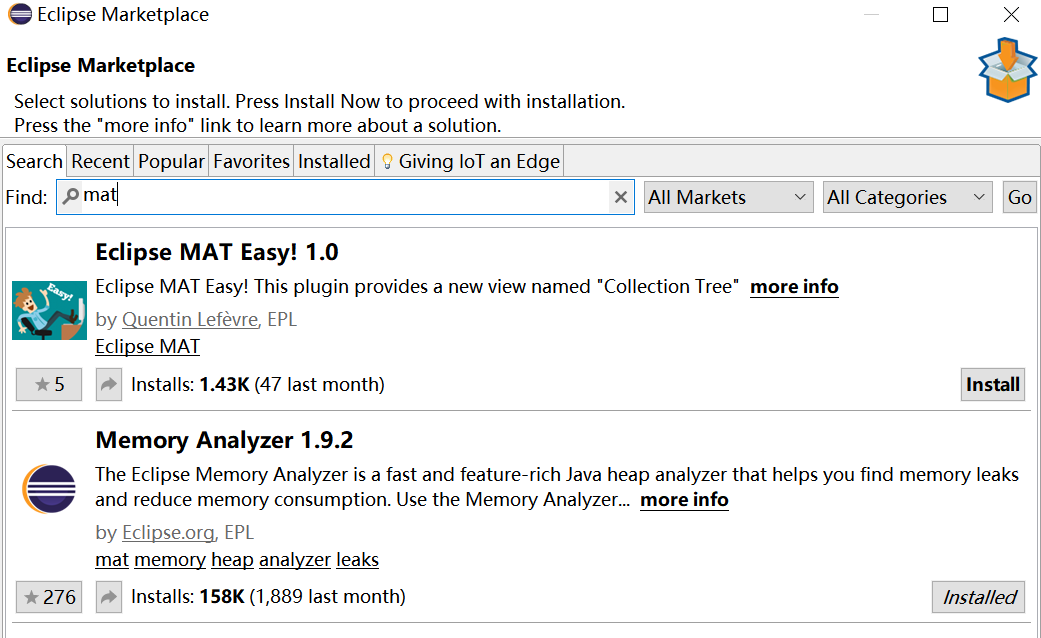 Eclipse Marketplace
Eclipse Marketplace
Select solutions to install. Press Install Now to proceed with installation.
Press the "more info" link to learn more about a solution.
Search Recent Popular Favorites Installed Giving IoT an Edge
Find: mat All Markets All Categories Go
Eclipse MAT Easy! 1.0
Easy!
Eclipse MAT Easy! This plugin provides a new view named "Collection Tree" more info
by Quentin Lefèvre, EPL
Eclipse MAT
5 Installs: 1.43K (47 last month) Install
Memory Analyzer 1.9.2
The Eclipse Memory Analyzer is a fast and feature-rich Java heap analyzer that helps you find memory leaks
and reduce memory consumption. Use the Memory Analyzer... more info
by Eclipse.org, EPL
mat memory heap analyzer leaks
276 Installs: 158K (1,889 last month) Installed